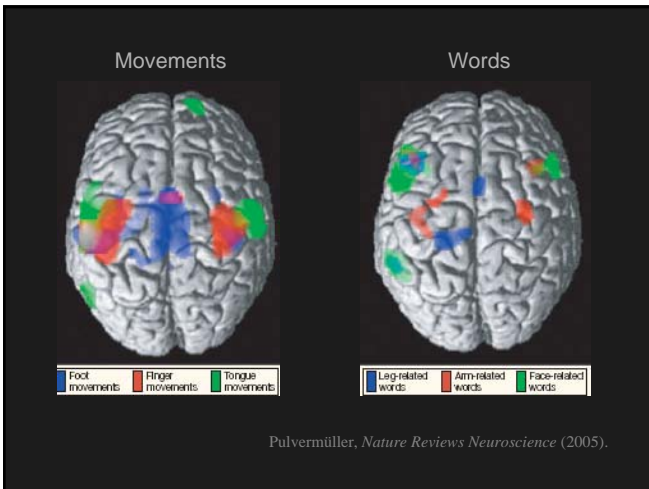 Movements
Words
Foot movements
Finger movements
Tongue movements
Leg-related words
Arm-related words
Face-related words
Pulvermüller, Nature Reviews Neuroscience (2005).